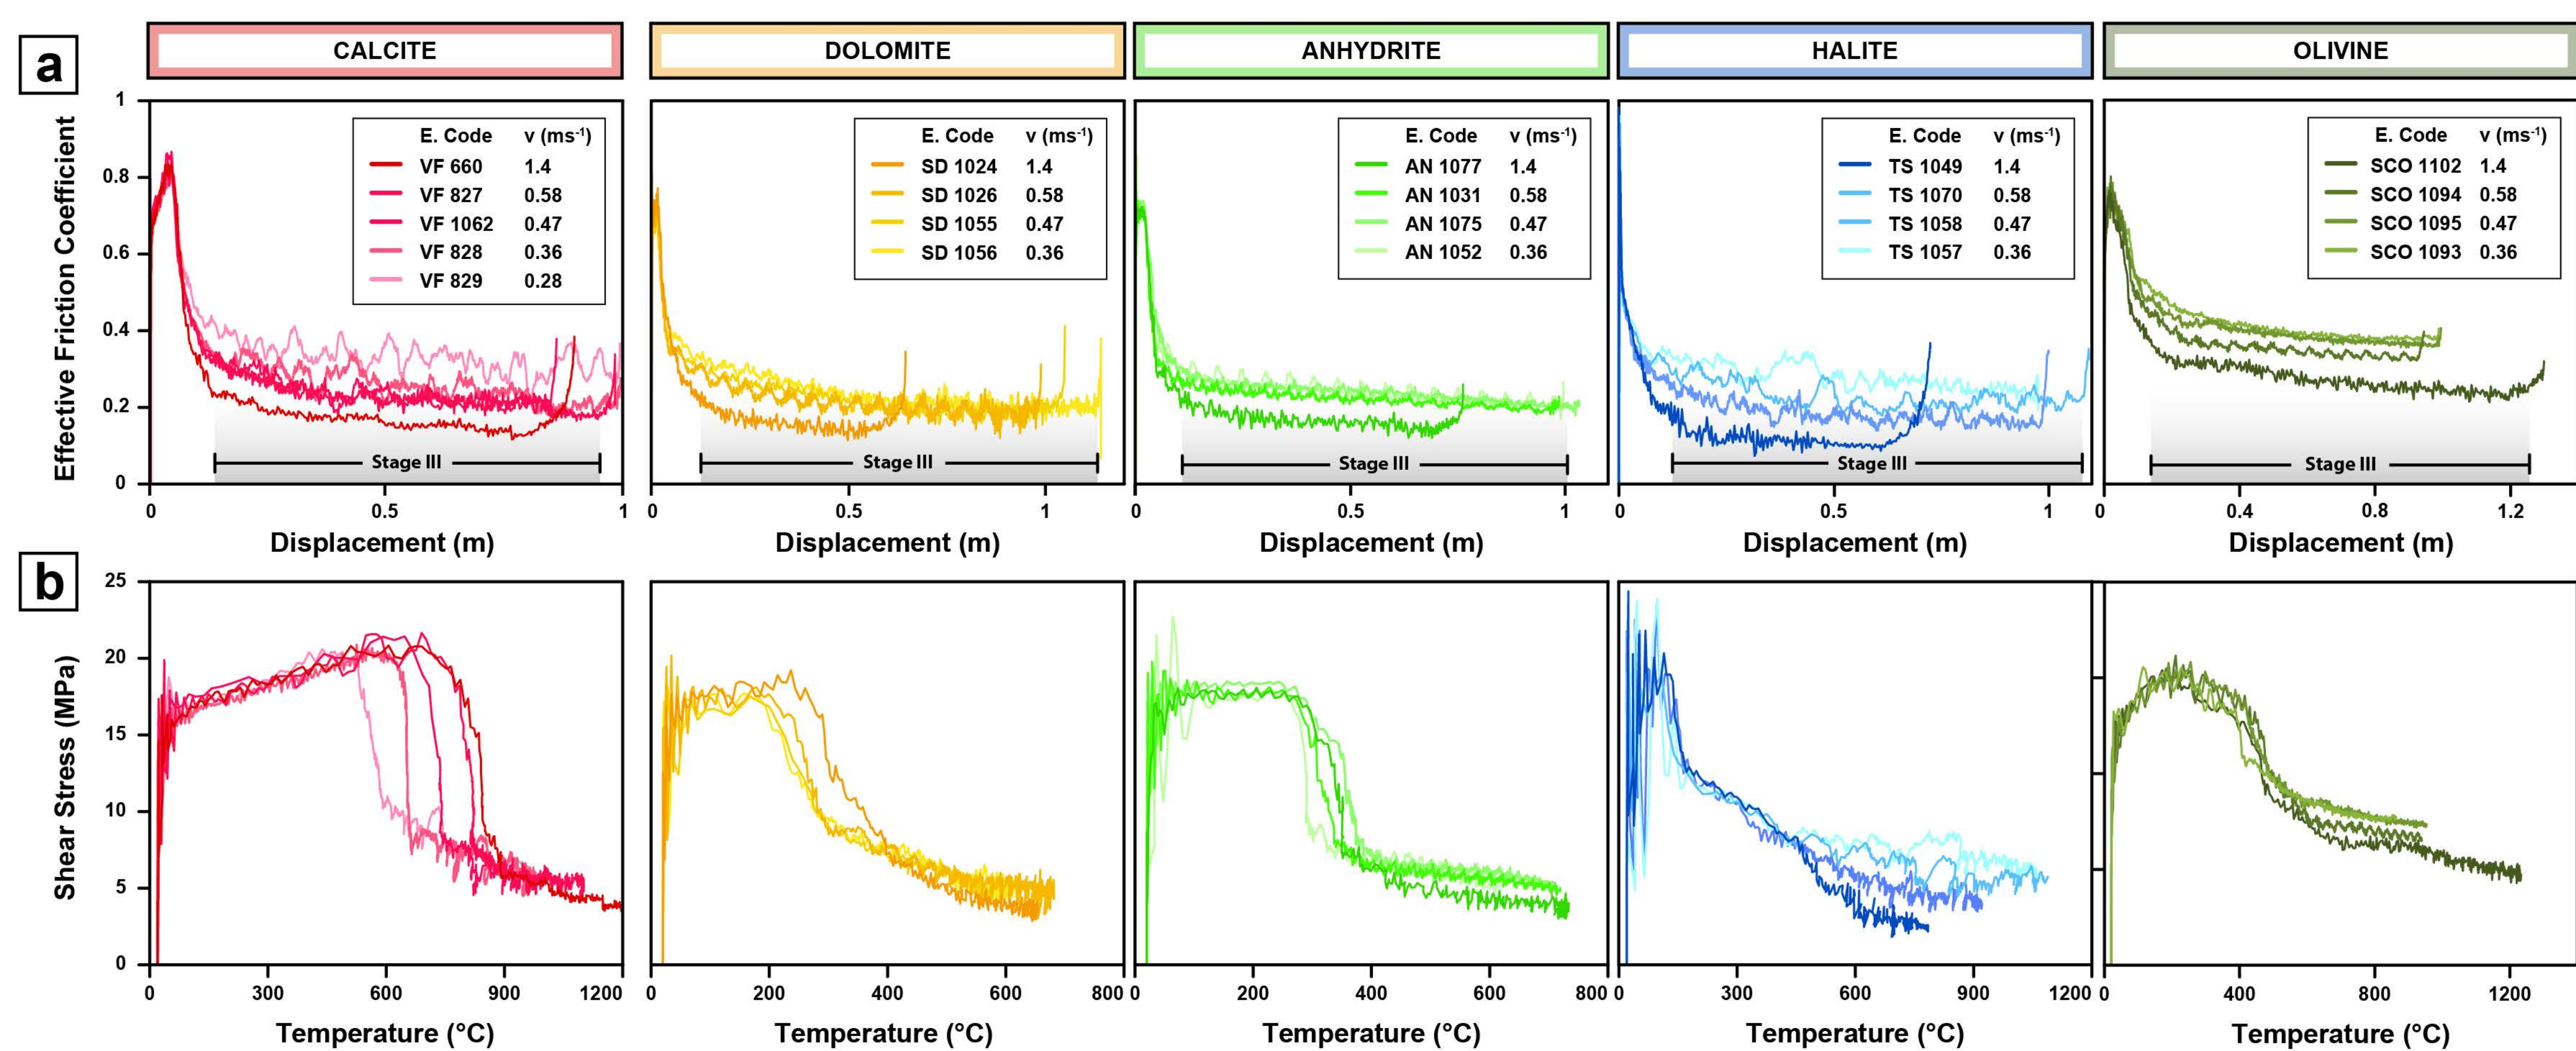 a
CALCITE
DOLOMITE
ANHYDRITE
HALITE
OLIVINE
Effective Friction Coefficient
1
0.8
0.6
0.4
0.2
0
E. Code v (ms-1)
VF 660 1.4
VF 827 0.58
VF 1062 0.47
VF 828 0.36
VF 829 0.28
Stage III
0 0.5 1
Displacement (m)
E. Code v (ms-1)
SD 1024 1.4
SD 1026 0.58
SD 1055 0.47
SD 1056 0.36
Stage III
0 0.5 1
Displacement (m)
E. Code v (ms-1)
AN 1077 1.4
AN 1031 0.58
AN 1075 0.47
AN 1052 0.36
Stage III
0 0.5 1
Displacement (m)
E. Code v (ms-1)
TS 1049 1.4
TS 1070 0.58
TS 1058 0.47
TS 1057 0.36
Stage III
0 0.5 1
Displacement (m)
E. Code v (ms-1)
SCO 1102 1.4
SCO 1094 0.58
SCO 1095 0.47
SCO 1093 0.36
Stage III
0 0.4 0.8 1.2
Displacement (m)
b
Shear Stress (MPa)
25
20
15
10
5
0
0 300 600 900 1200
Temperature (°C)
0 200 400 600 800
Temperature (°C)
0 200 400 600 800
Temperature (°C)
0 300 600 900 1200
Temperature (°C)
0 400 800 1200
Temperature (°C)